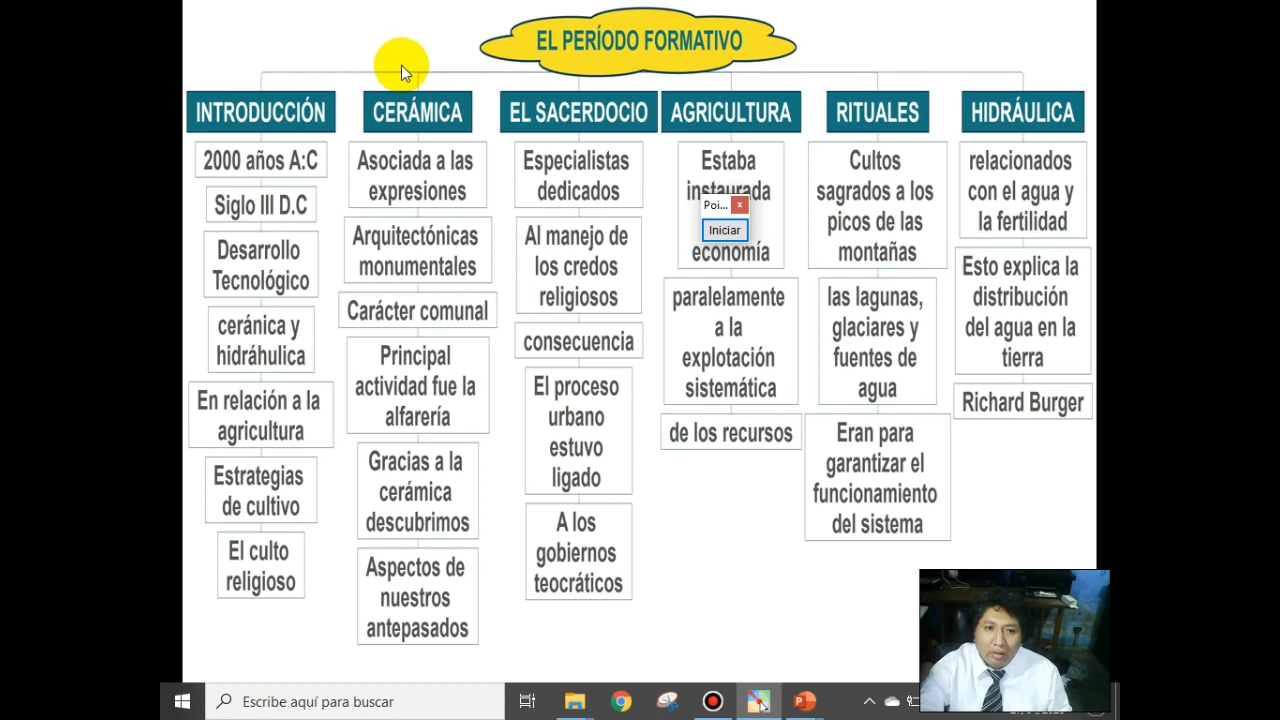 EL PERÍODO FORMATIVO
INTRODUCCIÓN
2000 años A:C
Siglo III D.C
Desarrollo
Tecnológico
ceránica y
hidráhulica
En relación a la
agricultura
Estrategias
de cultivo
El culto
religioso
CERÁMICA
Asociada a las
expresiones
Arquitectónicas
monumentales
Carácter comunal
Principal
actividad fue la
alfarería
Gracias a la
cerámica
descubrimos
Aspectos de
nuestros
antepasados
EL SACERDOCIO
Especialistas
dedicados
Al manejo de
los credos
religiosos
consecuencia
El proceso
urbano
estuvo
ligado
A los
gobiernos
teocráticos
AGRICULTURA
Estaba
instaurada
economía
Poi...
Iniciar
paralelamente
a la
explotación
sistemática
de los recursos
RITUALES
Cultos
sagrados a los
picos de las
montañas
las lagunas,
glaciares y
fuentes de
agua
Eran para
garantizar el
funcionamiento
del sistema
HIDRÁULICA
relacionados
con el agua y
la fertilidad
Esto explica la
distribución
del agua en la
tierra
Richard Burger
Escribe aquí para buscar